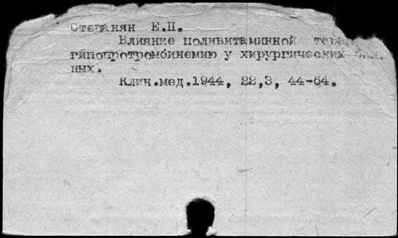 Степанян Е.П.
Влияние поливитаминной
гипопротромбинемию у хирургических
ных.
Клин.мед.1944, 22,3, 44-64.